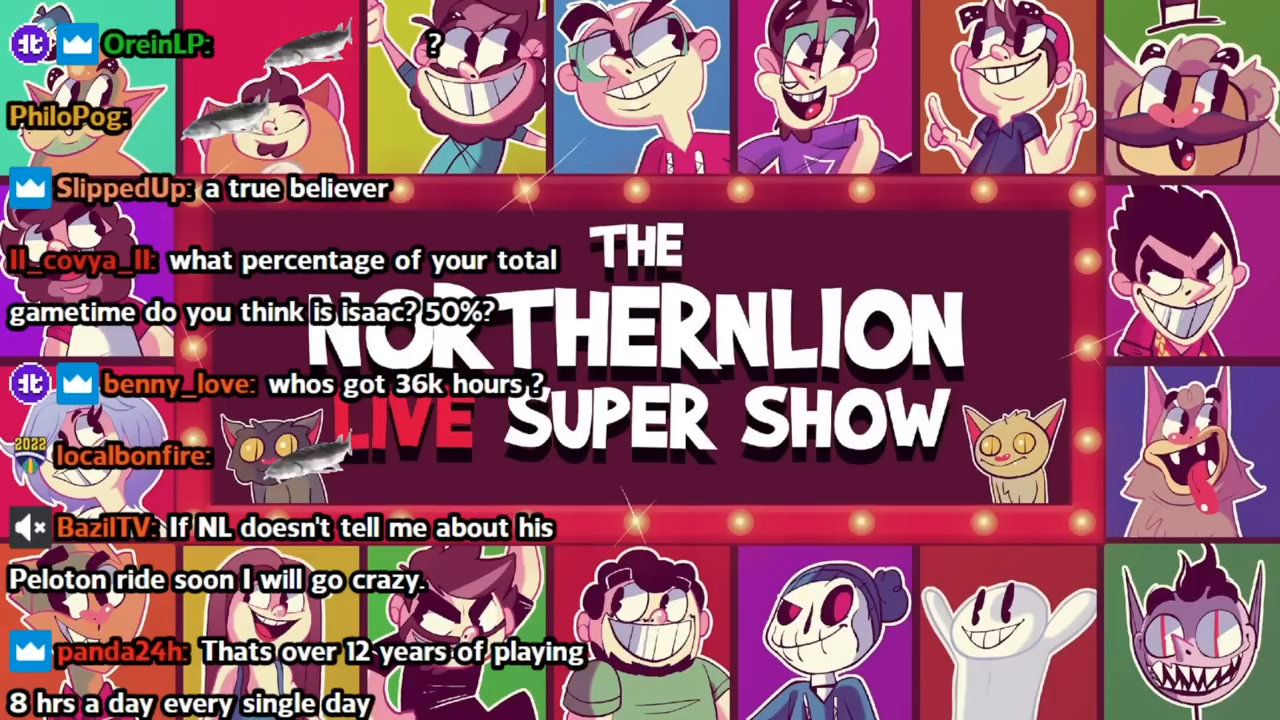 OreinLP: ?
PhiloPog:
SlippedUp: a true believer
ll_covya_ll: what percentage of your total
gametime do you think is isaac? 50%?
benny_love: whos got 36k hours ?
2022
localbonfire:
BazilTV: If NL doesn't tell me about his
Peloton ride soon I will go crazy.
panda24h: Thats over 12 years of playing
8 hrs a day every single day
THE
NORTHERNLION
LIVE SUPER SHOW